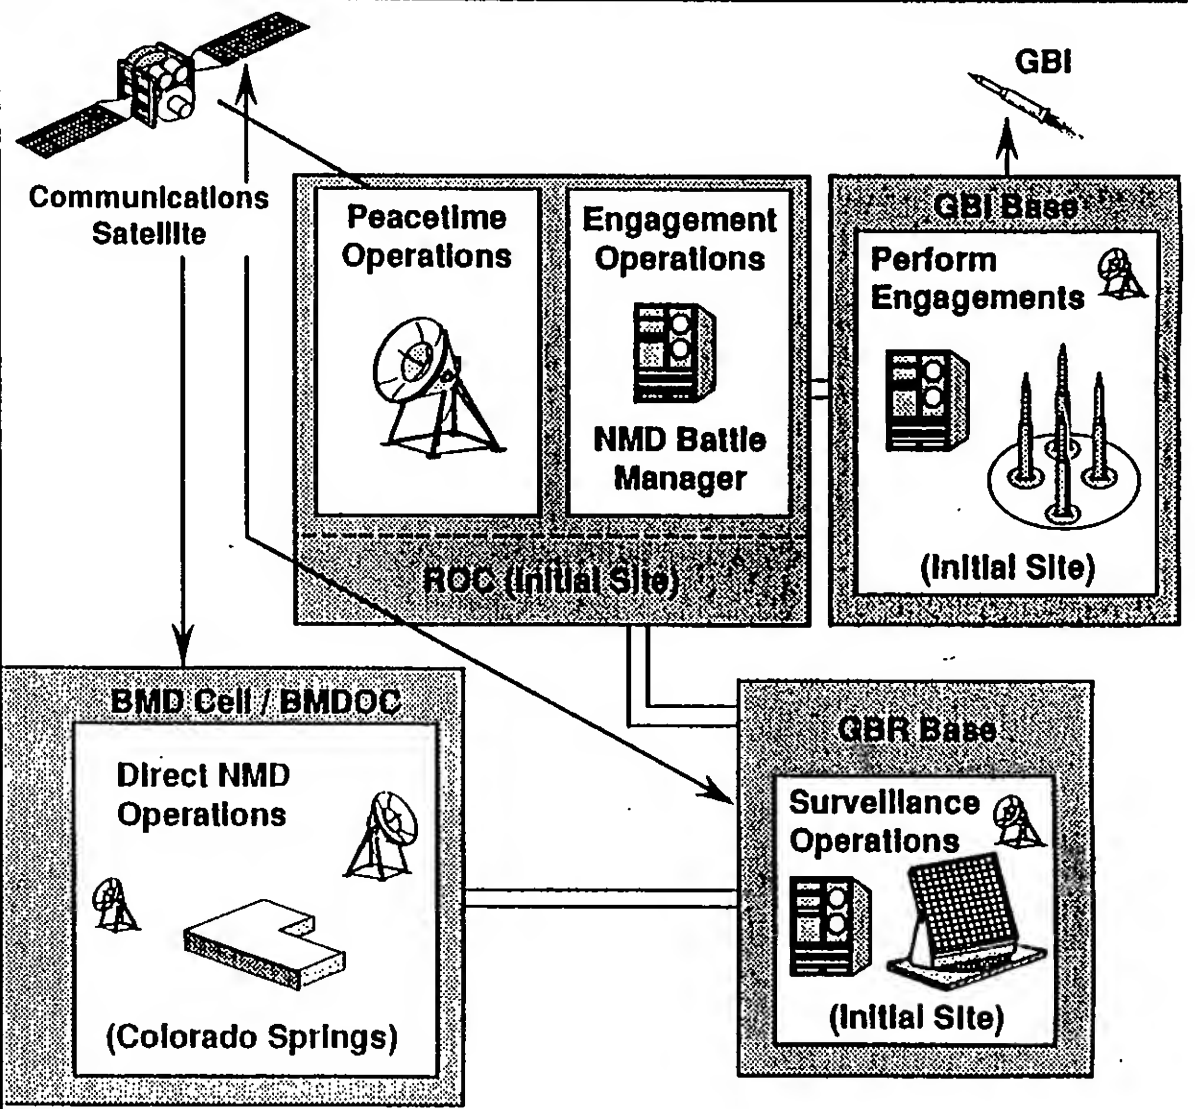 GBI
Communications
Satellite
Peacetime
Operations
Engagement
Operations
NMD Battle
Manager
ROC (Initial Site)
GBI Base
Perform
Engagements
(Initial Site)
BMD Cell / BMDOC
Direct NMD
Operations
(Colorado Springs)
GBR Base
Surveillance
Operations
(Initial Site)